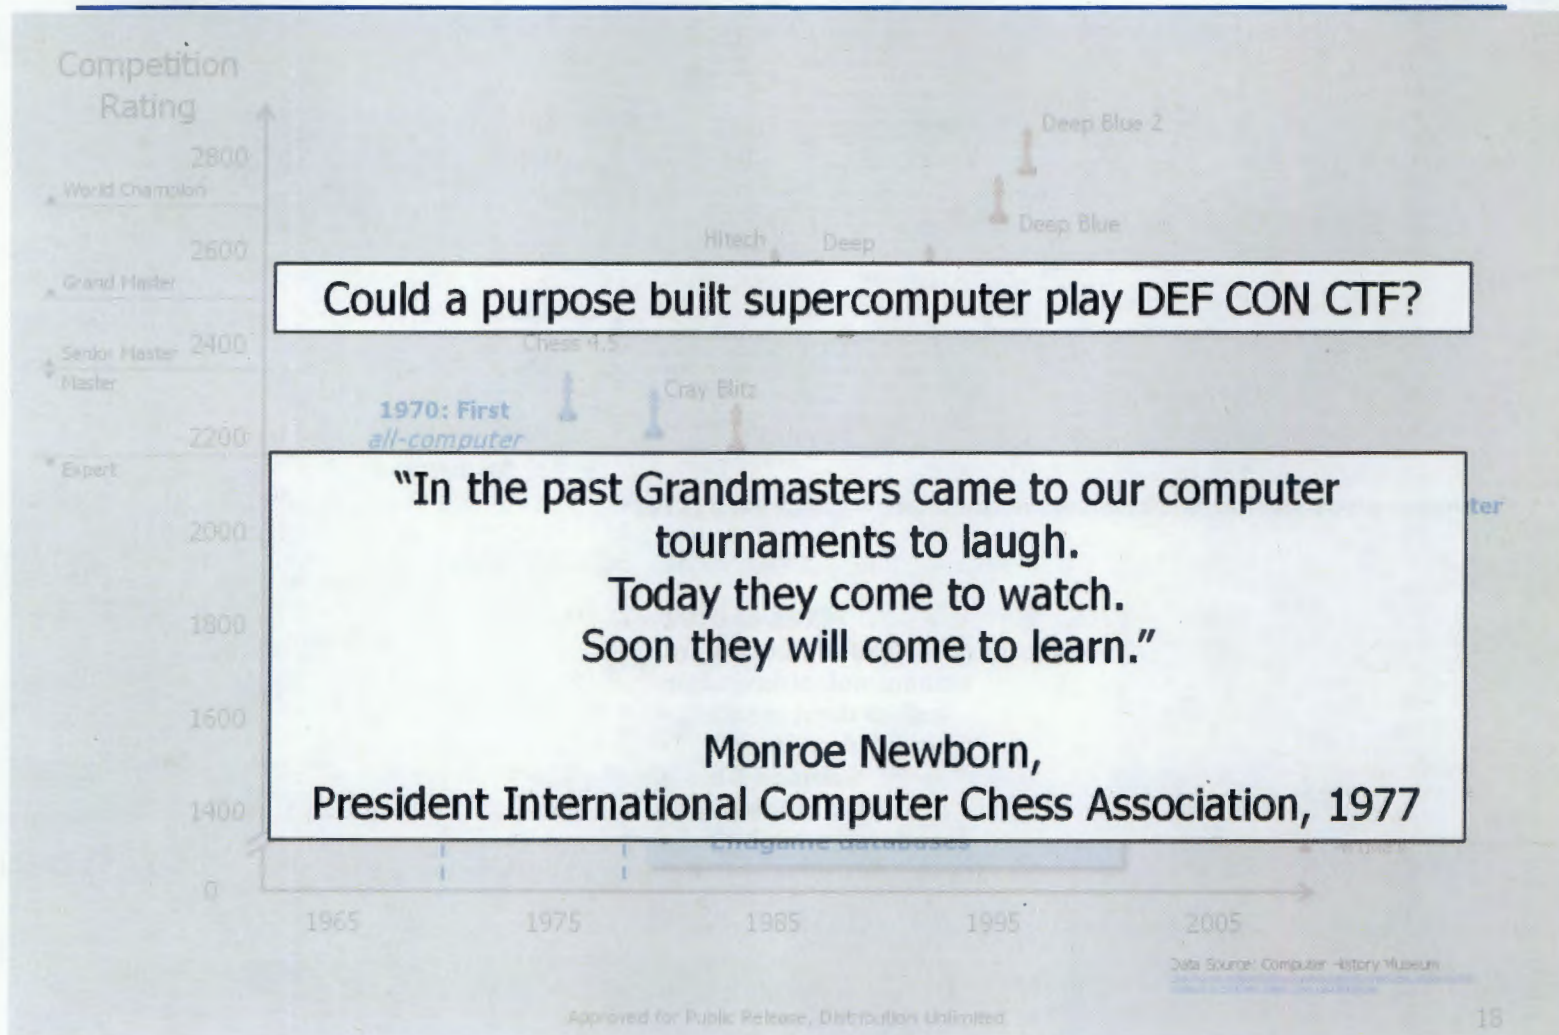 Competition
Rating
2800
World Champion
2600
Grand Master
Senior Master
2400
Master
2200
Expert
2000
1800
1600
1400
0
Deep Blue 2
Deep Blue
Hitech
Deep
Could a purpose built supercomputer play DEF CON CTF?
Chess 4.5
Cray Blitz
1970: First
all-computer
"In the past Grandmasters came to our computer
tournaments to laugh.
Today they come to watch.
Soon they will come to learn."
Monroe Newborn,
President International Computer Chess Association, 1977
ter
Endgame databases
1965
1975
1985
1995
2005
Data Source: Computer History Museum
Approved for Public Release, Distribution Unlimited
18